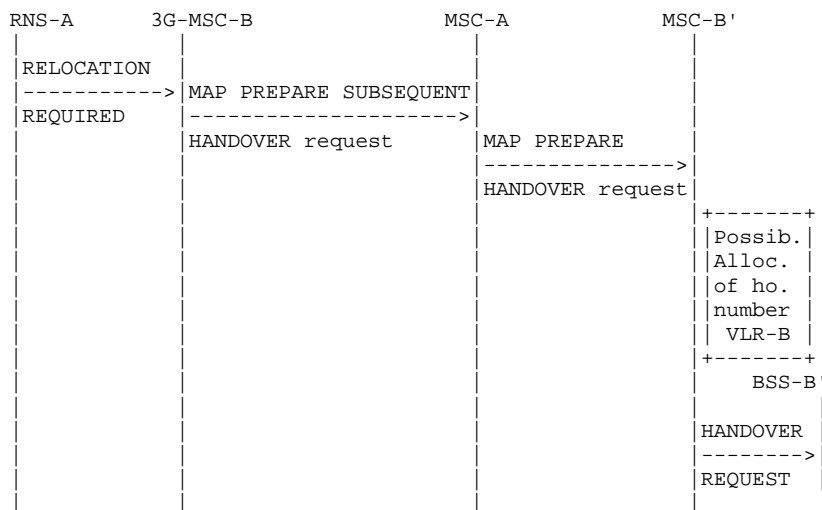 RNS-A 3G-MSC-B MSC-A MSC-B'
RELOCATION
MAP PREPARE SUBSEQUENT
REQUIRED
HANDOVER request MAP PREPARE
HANDOVER request
Possib.
Alloc.
of ho.
number
VLR-B
BSS-B'
HANDOVER
REQUEST